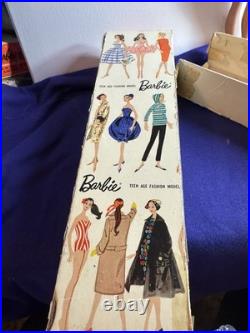 TEEN AGE FASHION MODEL Barbie®
Barbie® TEEN AGE FASHION MODEL